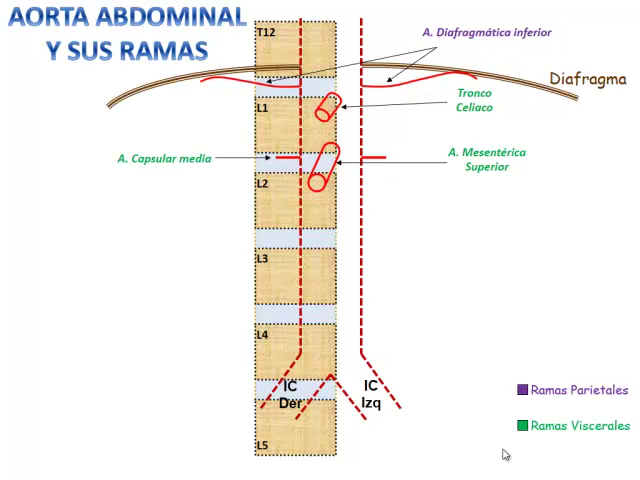 AORTA ABDOMINAL
Y SUS RAMAS
T12
A. Diafragmática inferior
Diafragma
L1
Tronco
Celiaco
A. Capsular media
A. Mesentérica
Superior
L2
L3
L4
IC
Der
IC
Izq
Ramas Parietales
Ramas Viscerales
L5